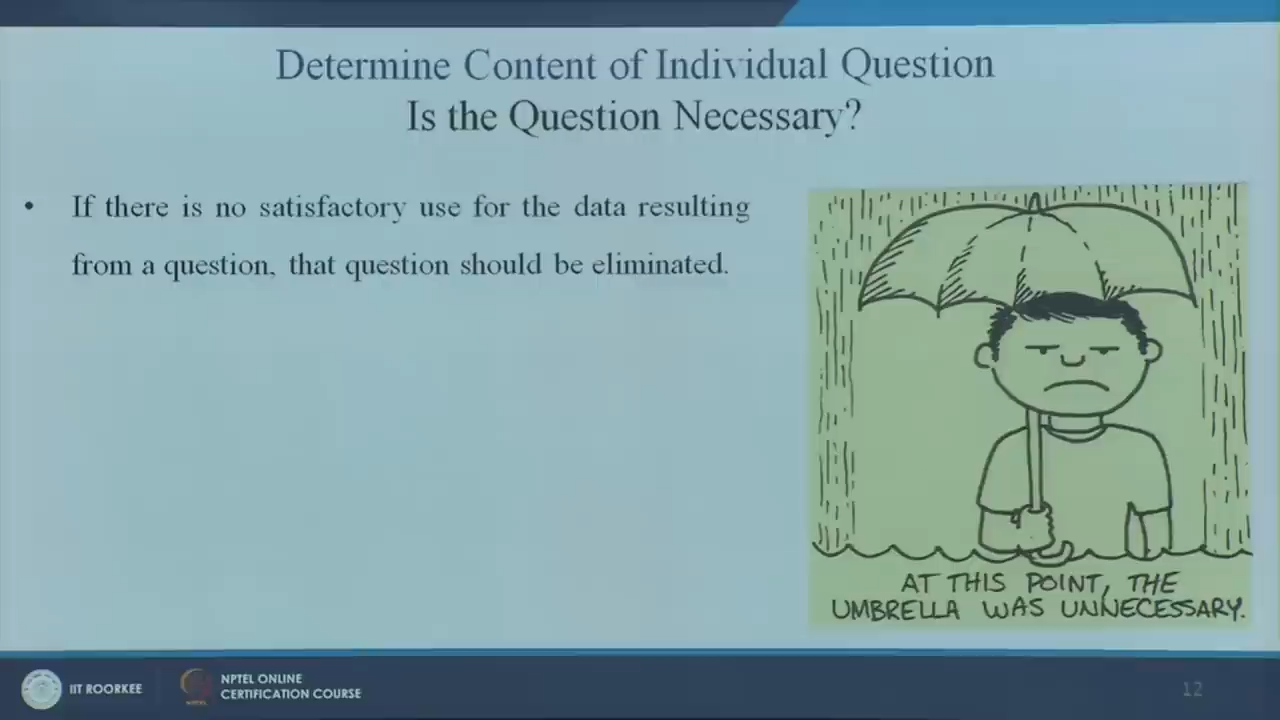 Determine Content of Individual Question
Is the Question Necessary?
• If there is no satisfactory use for the data resulting
from a question, that question should be eliminated.
AT THIS POINT, THE
UMBRELLA WAS UNNECESSARY.
IIT ROORKEE
NPTEL ONLINE
CERTIFICATION COURSE
12